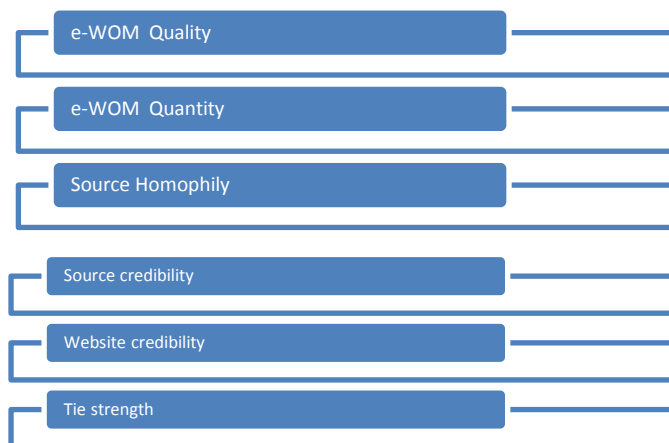 e-WOM Quality
e-WOM Quantity
Source Homophily
Source credibility
Website credibility
Tie strength